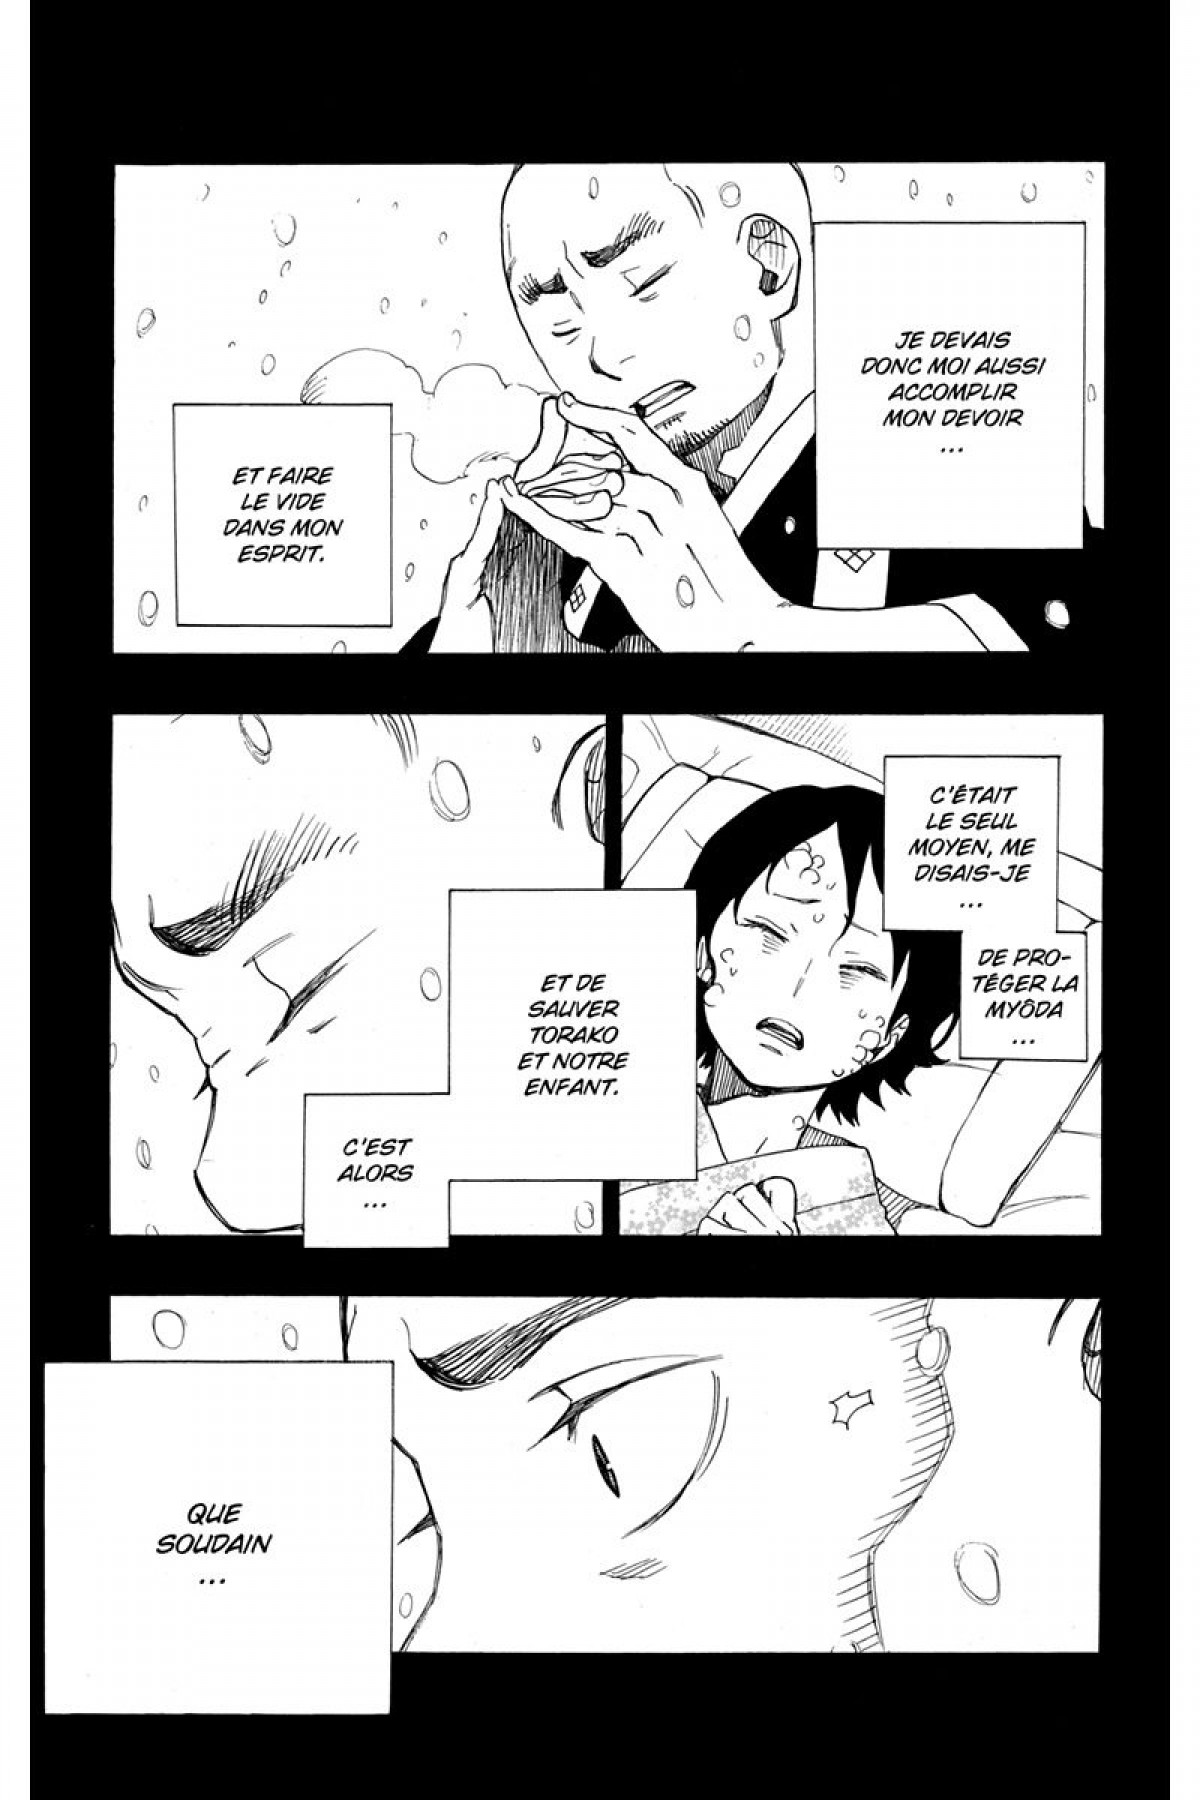 JE DEVAIS
DONC MOI AUSSI
ACCOMPLIR
MON DEVOIR
...
ET FAIRE
LE VIDE
DANS MON
ESPRIT.
C'ÉTAIT
LE SEUL
MOYEN, ME
DISAIS-JE
...
DE PRO-
TÉGER LA
MYÔDA
...
ET DE
SAUVER
TORAKO
ET NOTRE
ENFANT.
C'EST
ALORS
...
QUE
SOUDAIN
...